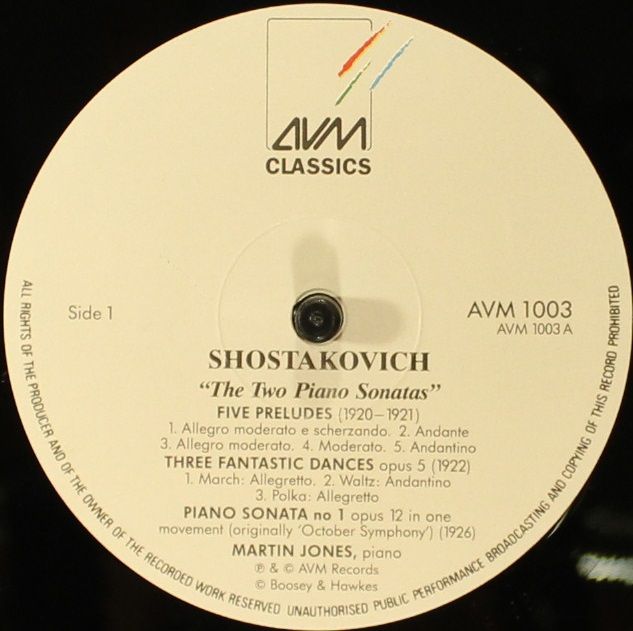 AVM
CLASSICS
Side 1
AVM 1003
AVM 1003 A
SHOSTAKOVICH
“The Two Piano Sonatas”
FIVE PRELUDES (1920–1921)
1. Allegro moderato e scherzando. 2. Andante
3. Allegro moderato. 4. Moderato. 5. Andantino
THREE FANTASTIC DANCES opus 5 (1922)
1. March: Allegretto. 2. Waltz: Andantino
3. Polka: Allegretto
PIANO SONATA no 1 opus 12 in one
movement (originally ‘October Symphony’) (1926)
MARTIN JONES, piano
℗ & © AVM Records
© Boosey & Hawkes
ALL RIGHTS OF THE PRODUCER AND OF THE OWNER OF THE RECORDED WORK RESERVED UNAUTHORISED PUBLIC PERFORMANCE BROADCASTING AND COPYING OF THIS RECORD PROHIBITED